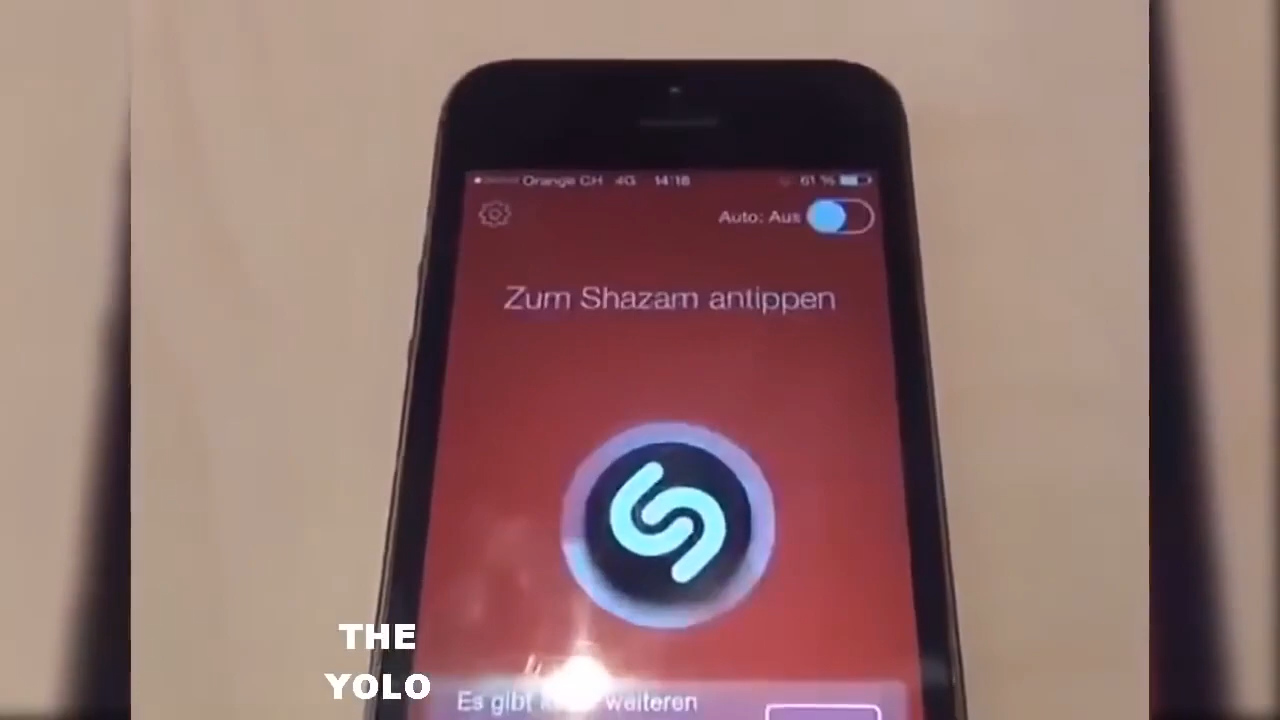 Orange CH 4G 14:18 61 %
Auto: Aus
Zum Shazam antippen
THE
YOLO
Es gibt weiteren